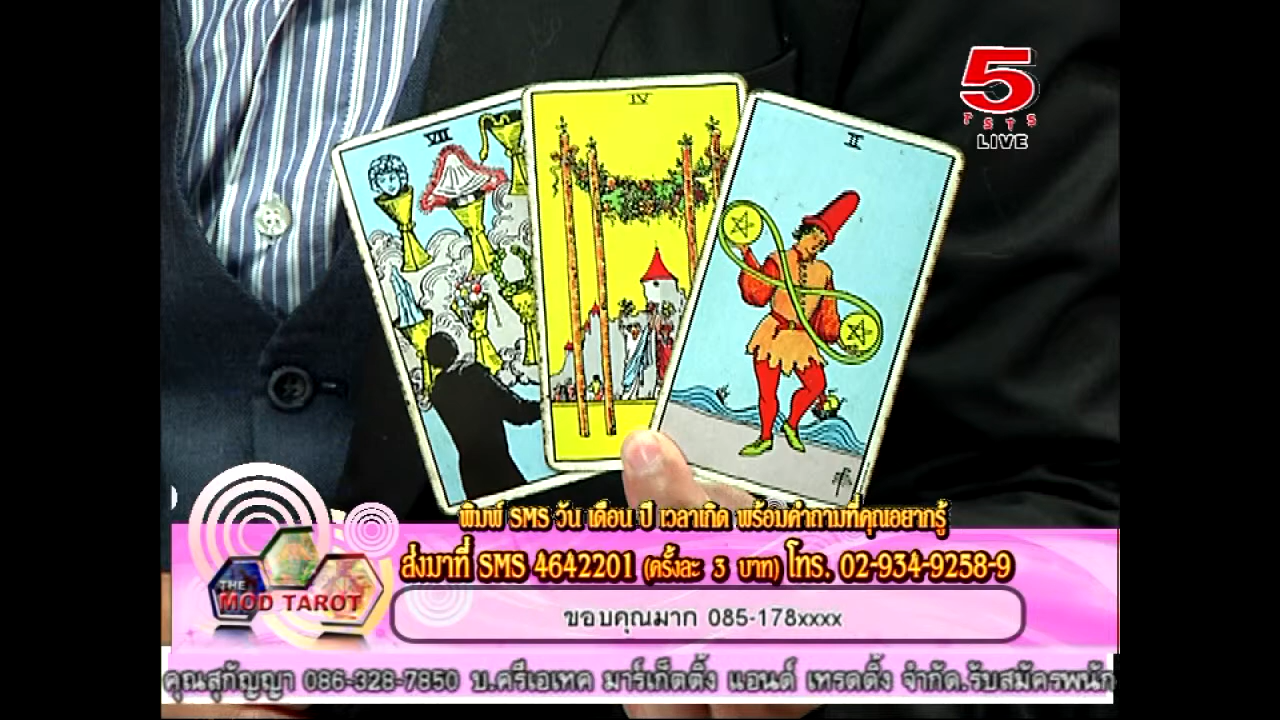 VII
IV
II
5
TSTS
LIVE
พิมพ์ SMS วัน เดือน ปี เวลาเกิด พร้อมคำถามที่คุณอยากรู้
ส่งมาที่ SMS 4642201 (ครั้งละ 3 บาท) โทร. 02-934-9258-9
THE
MOD TAROT
ขอบคุณมาก 085-178xxxx
คุณสุกัญญา 086-328-7850 บ.ครีเอเทค มาร์เก็ตติ้ง แอนด์ เทรดดิ้ง จำกัด.รับสมัครพนัก